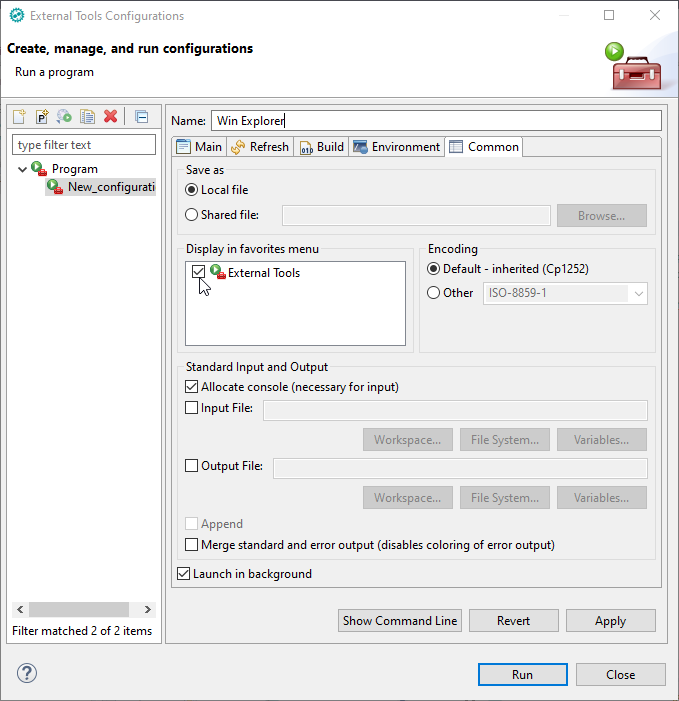 External Tools Configurations
Create, manage, and run configurations
Run a program
Name: Win Explorer
type filter text
Main Refresh Build Environment Common
Program
New_configurati
Save as
Local file
Shared file: Browse...
Display in favorites menu
External Tools
Encoding
Default - inherited (Cp1252)
Other ISO-8859-1
Standard Input and Output
Allocate console (necessary for input)
Input File:
Workspace... File System... Variables...
Output File:
Workspace... File System... Variables...
Append
Merge standard and error output (disables coloring of error output)
Launch in background
Filter matched 2 of 2 items
Show Command Line Revert Apply
? Run Close